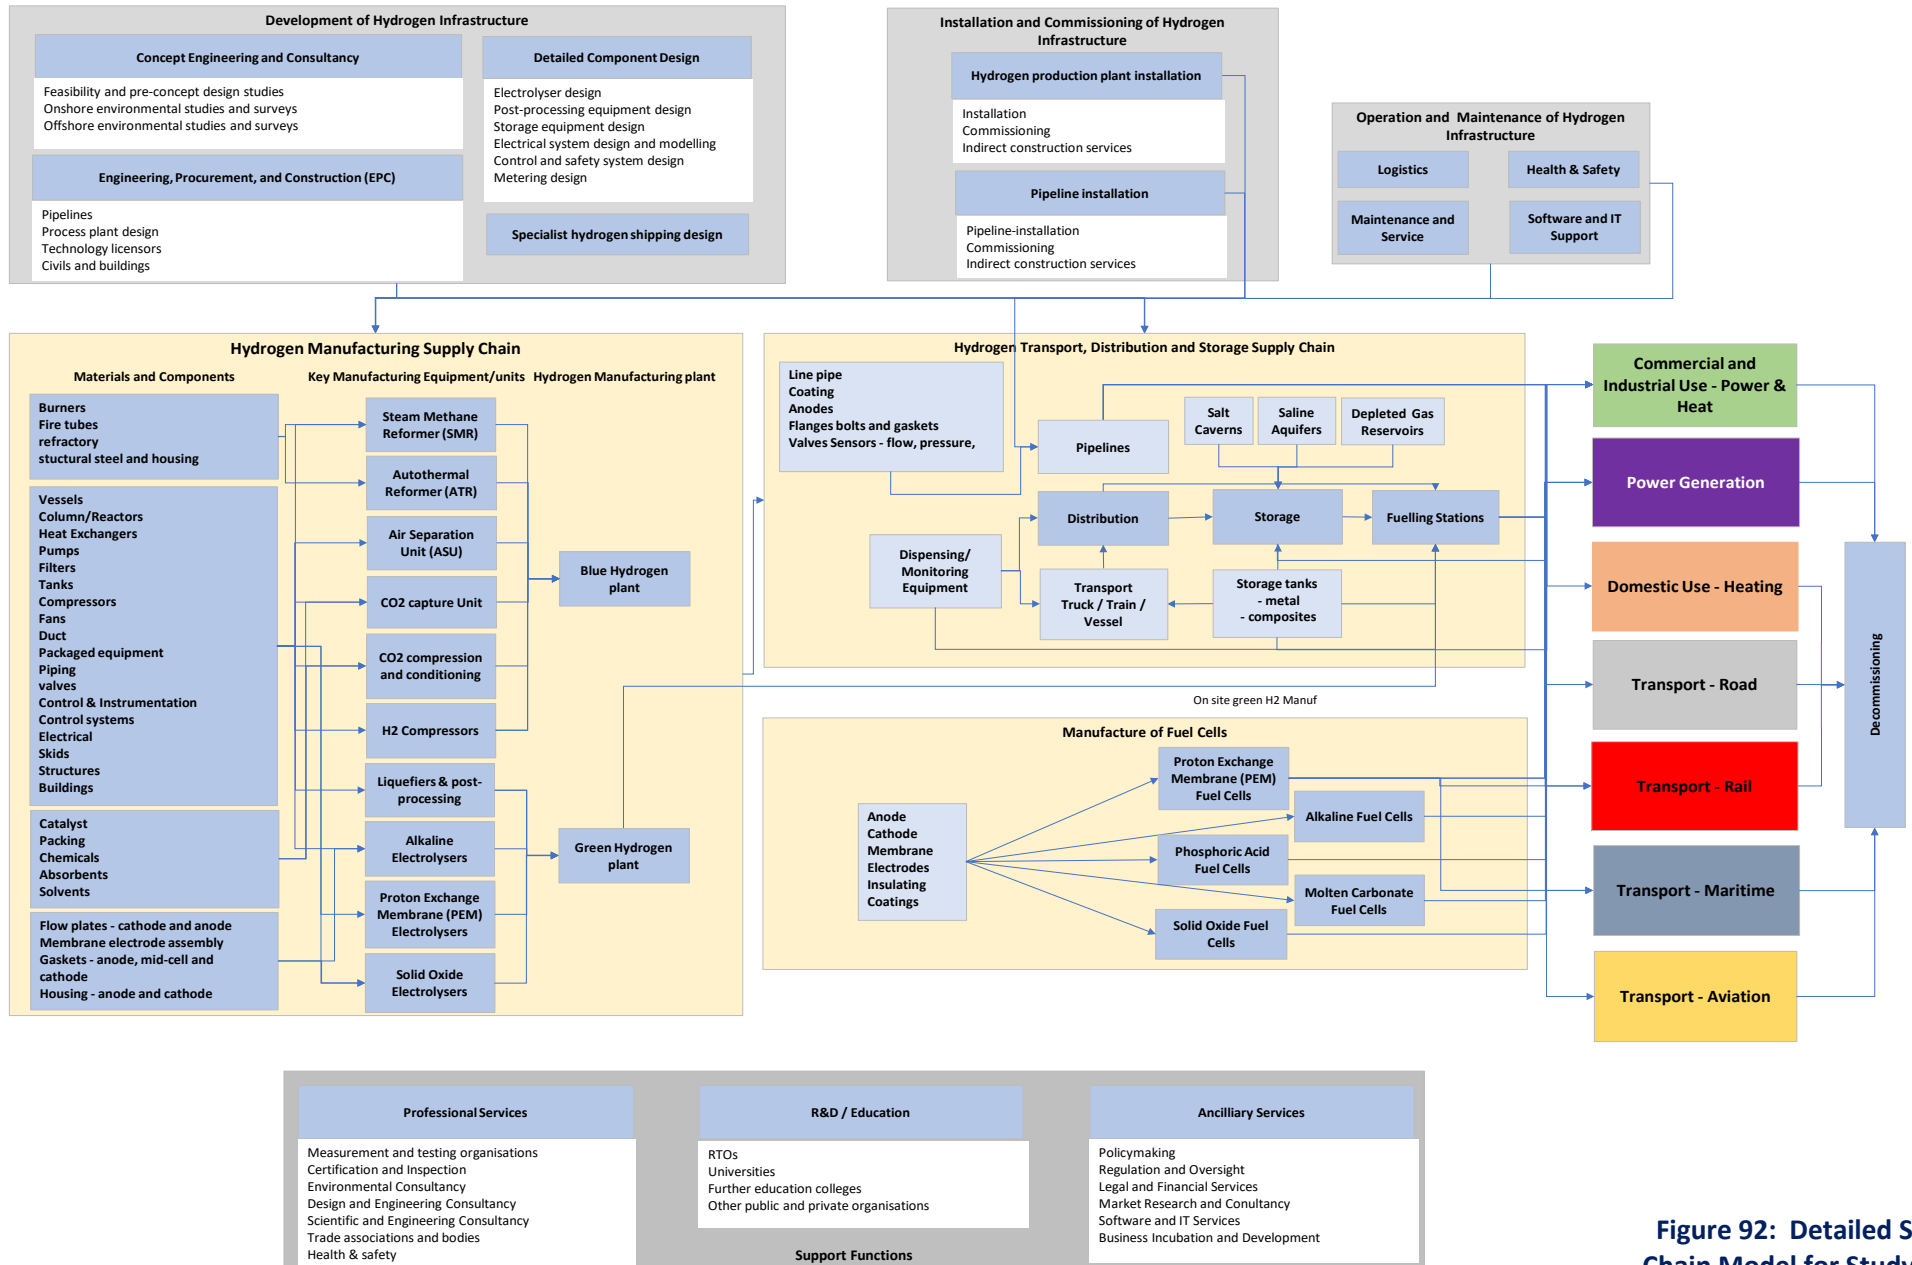 Development of Hydrogen Infrastructure
Concept Engineering and Consultancy
Feasibility and pre-concept design studies
Onshore environmental studies and surveys
Offshore environmental studies and surveys
Engineering, Procurement, and Construction (EPC)
Pipelines
Process plant design
Technology licensors
Civils and buildings
Detailed Component Design
Electrolyser design
Post-processing equipment design
Storage equipment design
Electrical system design and modelling
Control and safety system design
Metering design
Specialist hydrogen shipping design
Installation and Commissioning of Hydrogen
Infrastructure
Hydrogen production plant installation
Installation
Commissioning
Indirect construction services
Pipeline installation
Pipeline-installation
Commissioning
Indirect construction services
Operation and Maintenance of Hydrogen
Infrastructure
Logistics
Health & Safety
Maintenance and
Service
Software and IT
Support
Hydrogen Manufacturing Supply Chain
Materials and Components
Key Manufacturing Equipment/units
Hydrogen Manufacturing plant
Burners
Fire tubes
refractory
stuctural steel and housing
Vessels
Column/Reactors
Heat Exchangers
Pumps
Filters
Tanks
Compressors
Fans
Duct
Packaged equipment
Piping
valves
Control & Instrumentation
Control systems
Electrical
Skids
Structures
Buildings
Catalyst
Packing
Chemicals
Absorbents
Solvents
Flow plates - cathode and anode
Membrane electrode assembly
Gaskets - anode, mid-cell and
cathode
Housing - anode and cathode
Steam Methane
Reformer (SMR)
Autothermal
Reformer (ATR)
Air Separation
Unit (ASU)
CO2 capture Unit
CO2 compression
and conditioning
H2 Compressors
Liquefiers & post-
processing
Alkaline
Electrolysers
Proton Exchange
Membrane (PEM)
Electrolysers
Solid Oxide
Electrolysers
Blue Hydrogen
plant
Green Hydrogen
plant
Hydrogen Transport, Distribution and Storage Supply Chain
Line pipe
Coating
Anodes
Flanges bolts and gaskets
Valves Sensors - flow, pressure,
Pipelines
Salt
Caverns
Saline
Aquifers
Depleted Gas
Reservoirs
Distribution
Storage
Fuelling Stations
Dispensing/
Monitoring
Equipment
Transport
Truck / Train /
Vessel
Storage tanks
- metal
- composites
On site green H2 Manuf
Manufacture of Fuel Cells
Anode
Cathode
Membrane
Electrodes
Insulating
Coatings
Proton Exchange
Membrane (PEM)
Fuel Cells
Alkaline Fuel Cells
Phosphoric Acid
Fuel Cells
Molten Carbonate
Fuel Cells
Solid Oxide Fuel
Cells
Commercial and
Industrial Use - Power &
Heat
Power Generation
Domestic Use - Heating
Transport - Road
Transport - Rail
Transport - Maritime
Transport - Aviation
Decommissioning
Professional Services
Measurement and testing organisations
Certification and Inspection
Environmental Consultancy
Design and Engineering Consultancy
Scientific and Engineering Consultancy
Trade associations and bodies
Health & safety
R&D / Education
RTOs
Universities
Further education colleges
Other public and private organisations
Support Functions
Ancilliary Services
Policymaking
Regulation and Oversight
Legal and Financial Services
Market Research and Conultancy
Software and IT Services
Business Incubation and Development
Figure 92: Detailed S
Chain Model for Study